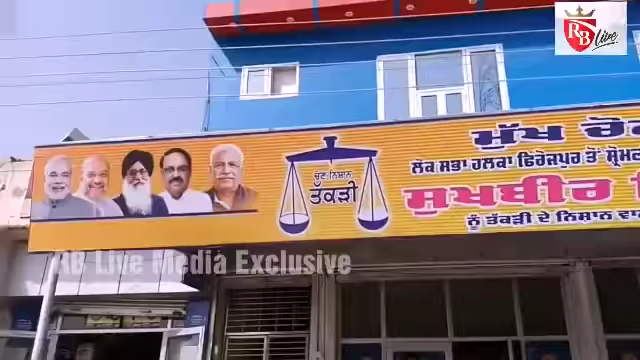 RB
Live
ਮੁੱਖ ਚੋਣ
ਲੋਕ ਸਭਾ ਹਲਕਾ ਫਿਰੋਜ਼ਪੁਰ ਤੋਂ
ਸੁਖਬੀਰ ਸਿੰ
ਨੂੰ ਤੱਕੜੀ ਦੇ ਨਿਸ਼ਾਨ
ਚੋਣ ਨਿਸ਼ਾਨ
ਤੱਕੜੀ
RB Live Media Exclusive